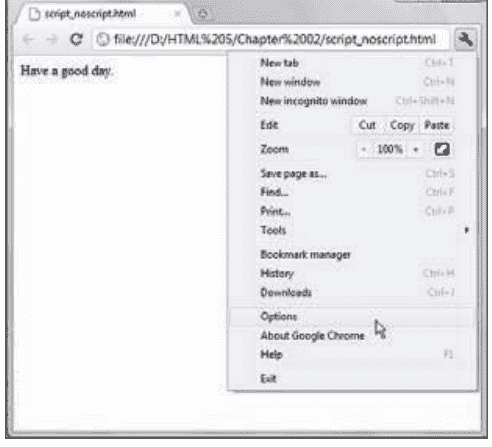 script_noscript.html
file:///D:/HTML%205/Chapter%2002/script_noscript.html
Have a good day.
New tab Ctrl+T
New window Ctrl+N
New incognito window Ctrl+Shift+N
Edit Cut Copy Paste
Zoom - 100% +
Save page as... Ctrl+S
Find... Ctrl+F
Print... Ctrl+P
Tools
Bookmark manager
History Ctrl+H
Downloads Ctrl+J
Options
About Google Chrome
Help F1
Exit